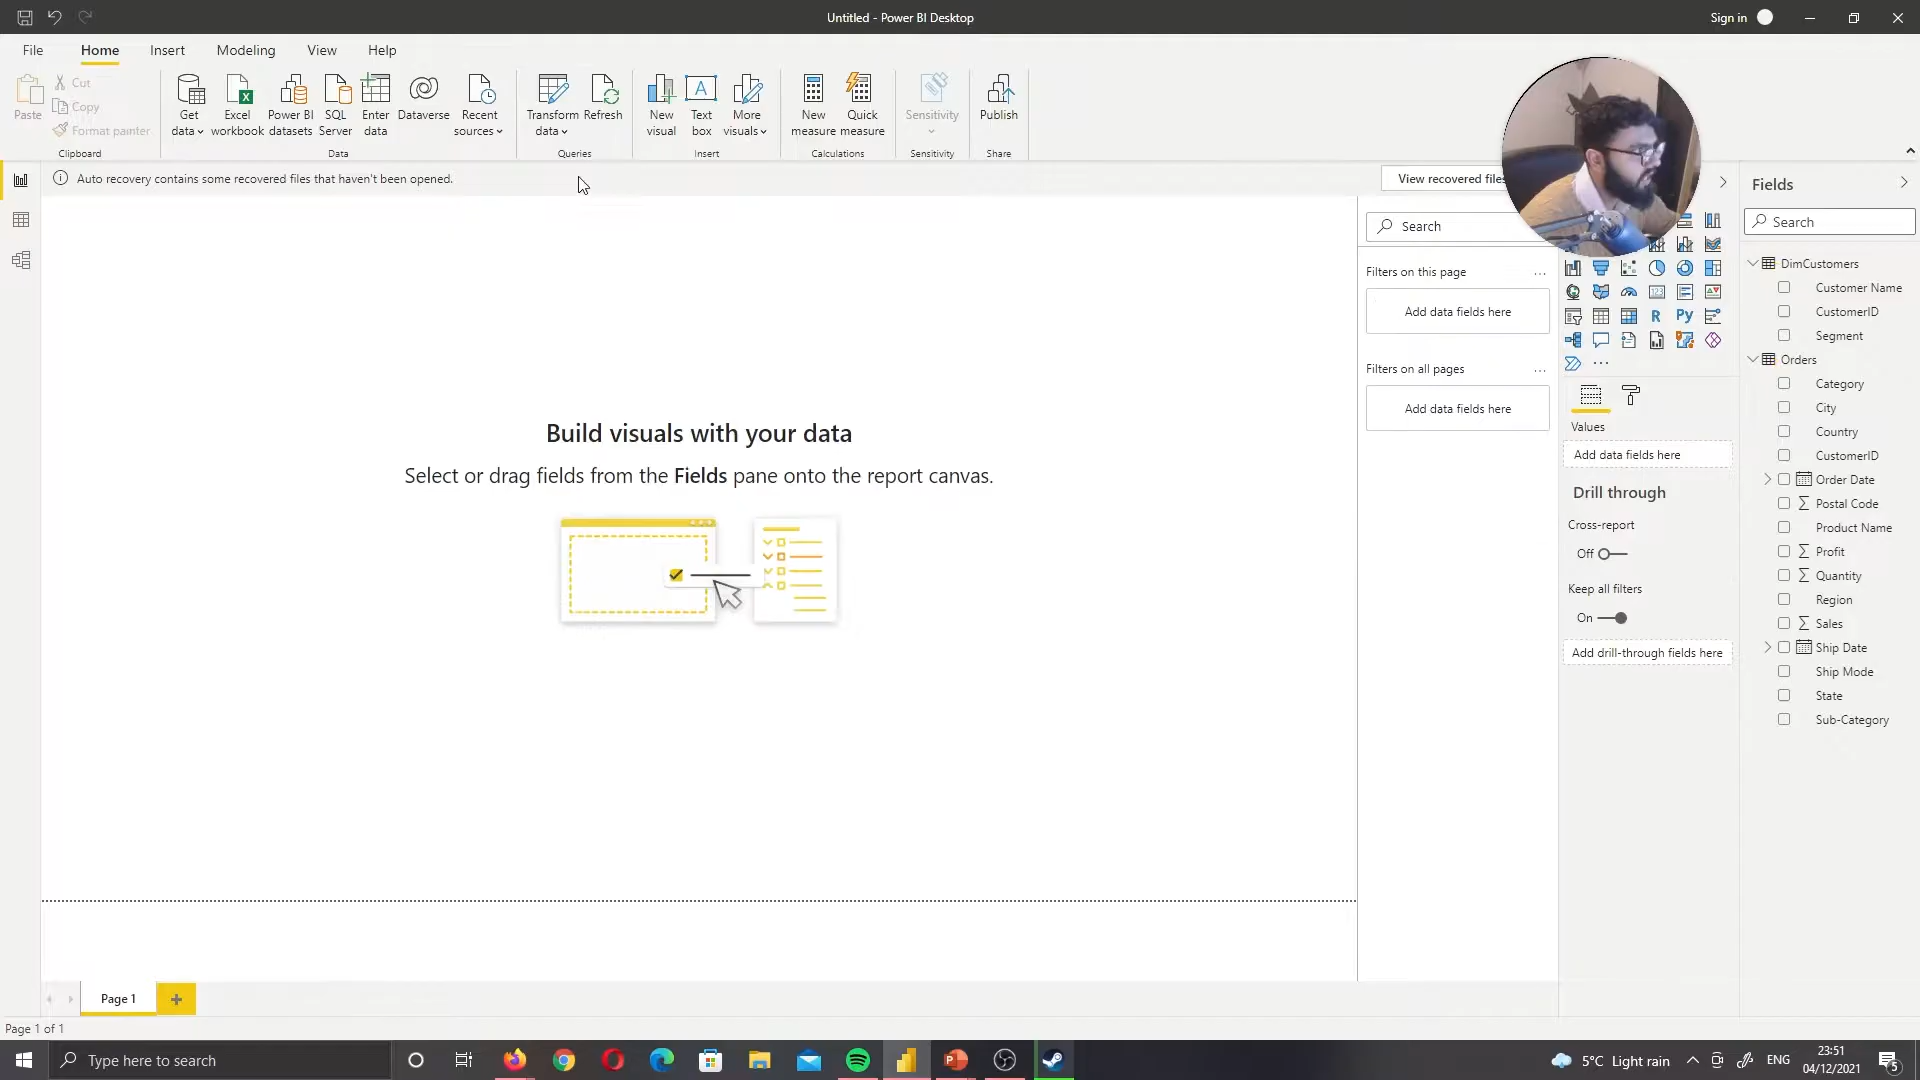 Untitled - Power BI Desktop
Sign in
File Home Insert Modeling View Help
Paste
Cut
Copy
Format painter
Clipboard
Get data
Excel workbook
Power BI datasets
SQL Server
Enter data
Dataverse
Recent sources
Data
Transform data
Refresh
Queries
New visual
Text box
More visuals
Insert
New measure
Quick measure
Calculations
Sensitivity
Sensitivity
Publish
Share
Auto recovery contains some recovered files that haven't been opened.
View recovered files
Build visuals with your data
Select or drag fields from the Fields pane onto the report canvas.
Search
Filters on this page
...
Add data fields here
Filters on all pages
...
Add data fields here
R
Py
123
A
...
Values
Add data fields here
Drill through
Cross-report
Off
Keep all filters
On
Add drill-through fields here
Fields
Search
DimCustomers
Customer Name
CustomerID
Segment
Orders
Category
City
Country
CustomerID
Order Date
Σ Postal Code
Product Name
Σ Profit
Σ Quantity
Region
Σ Sales
Ship Date
Ship Mode
State
Sub-Category
Page 1
+
Page 1 of 1
Type here to search
5°C Light rain
ENG
23:51
04/12/2021
5